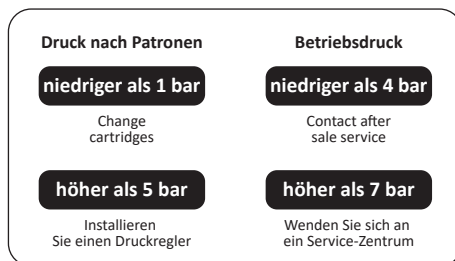 Druck nach Patronen
niedriger als 1 bar
Change
cartridges
höher als 5 bar
Installieren
Sie einen Druckregler
Betriebsdruck
niedriger als 4 bar
Contact after
sale service
höher als 7 bar
Wenden Sie sich an
ein Service-Zentrum